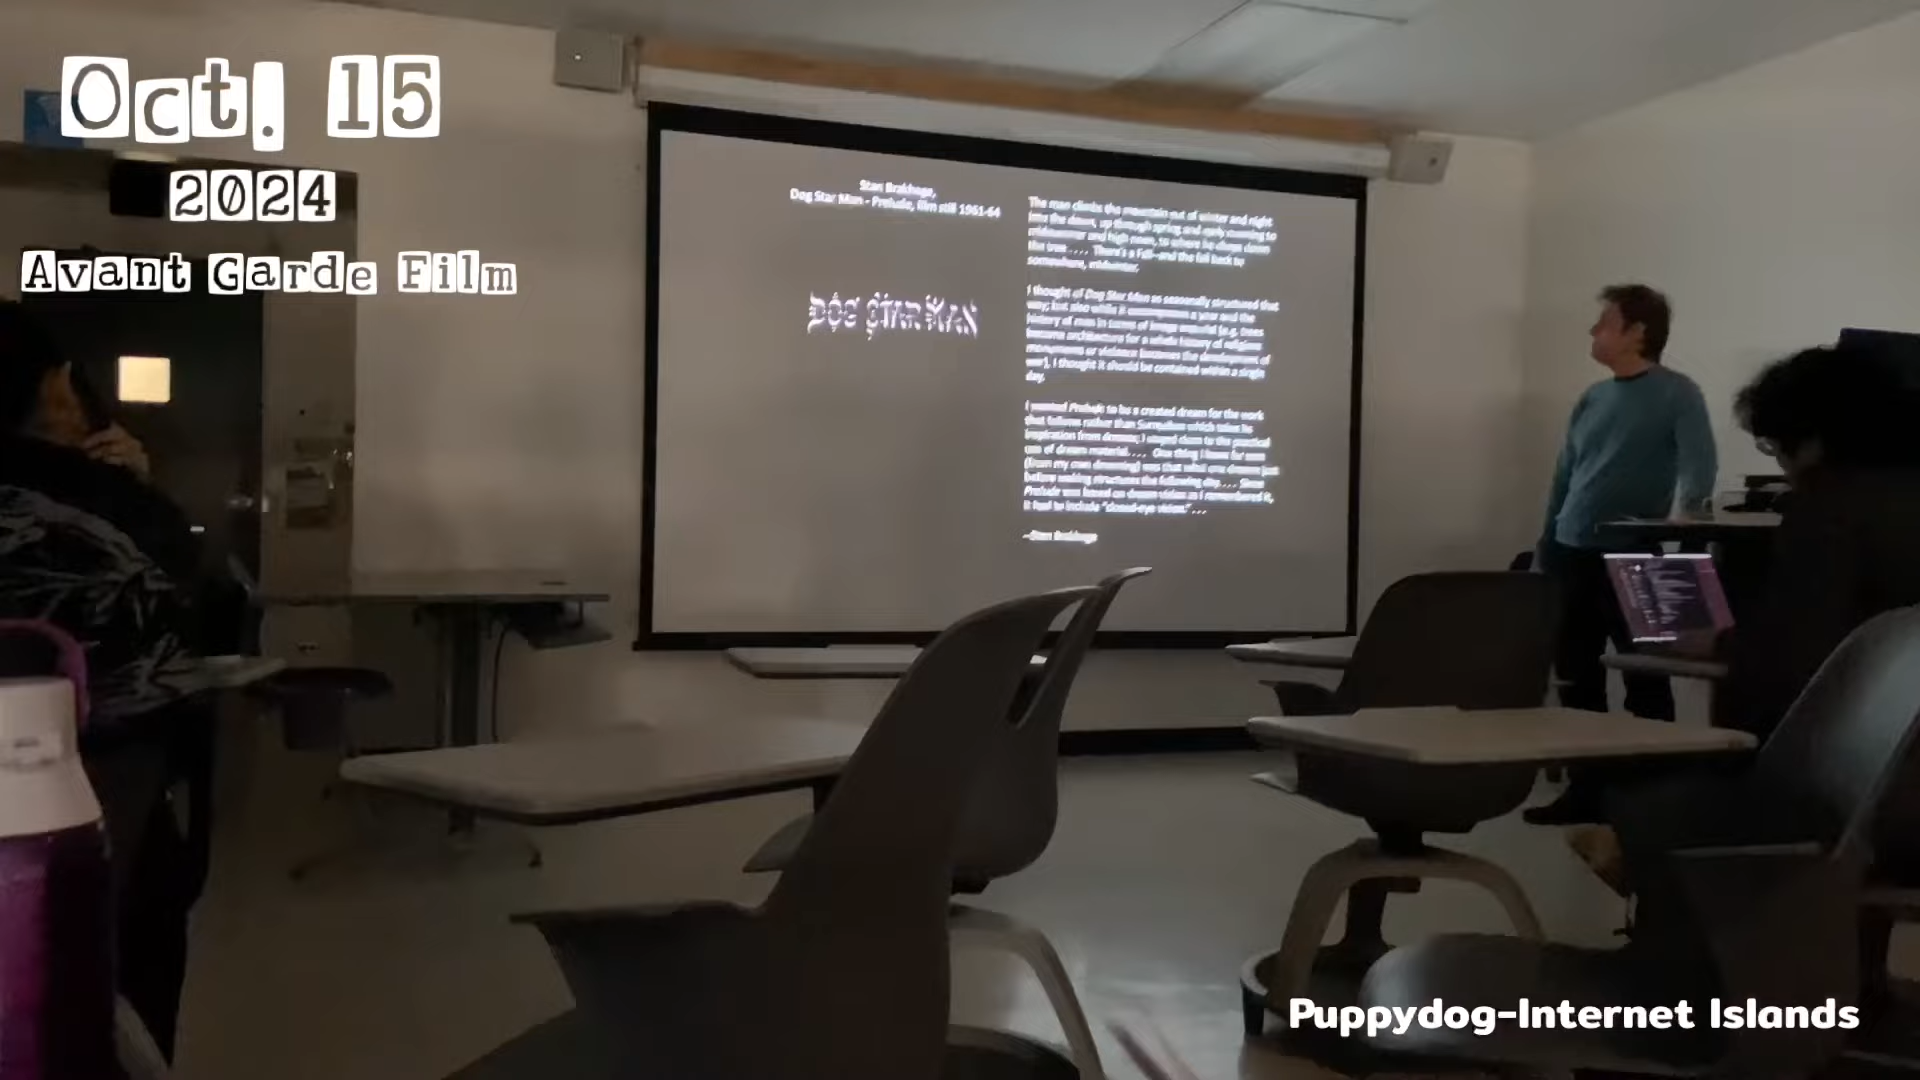 Oct. 15
2024
Avant Garde Film
Stan Brakhage,
Dog Star Man - Prelude, film still 1961-64
DOG STAR MAN
The man climbs the mountain out of winter and night
into the dawn, up through spring and early morning to
midsummer and high noon, to where he chops down
the tree .... There's a Fall--and the fall back to
somewhere, midwinter.
I thought of Dog Star Man as seasonally structured that
way; but also while it encompasses a year and the
history of man in terms of image material (e.g. trees
become architecture for a whole history of religious
monuments or violence becomes the development of
war), I thought it should be contained within a single
day.
I wanted Prelude to be a created dream for the work
that follows rather than Surrealism which takes its
inspiration from dreams; I stayed close to the practical
use of dream material.... One thing I knew for sure
(from my own dreaming) was that what one dreams just
before waking structures the following day.... Since
Prelude was based on dream vision as I remembered it,
it had to include "closed-eye vision." ...
--Stan Brakhage
Puppydog-Internet Islands